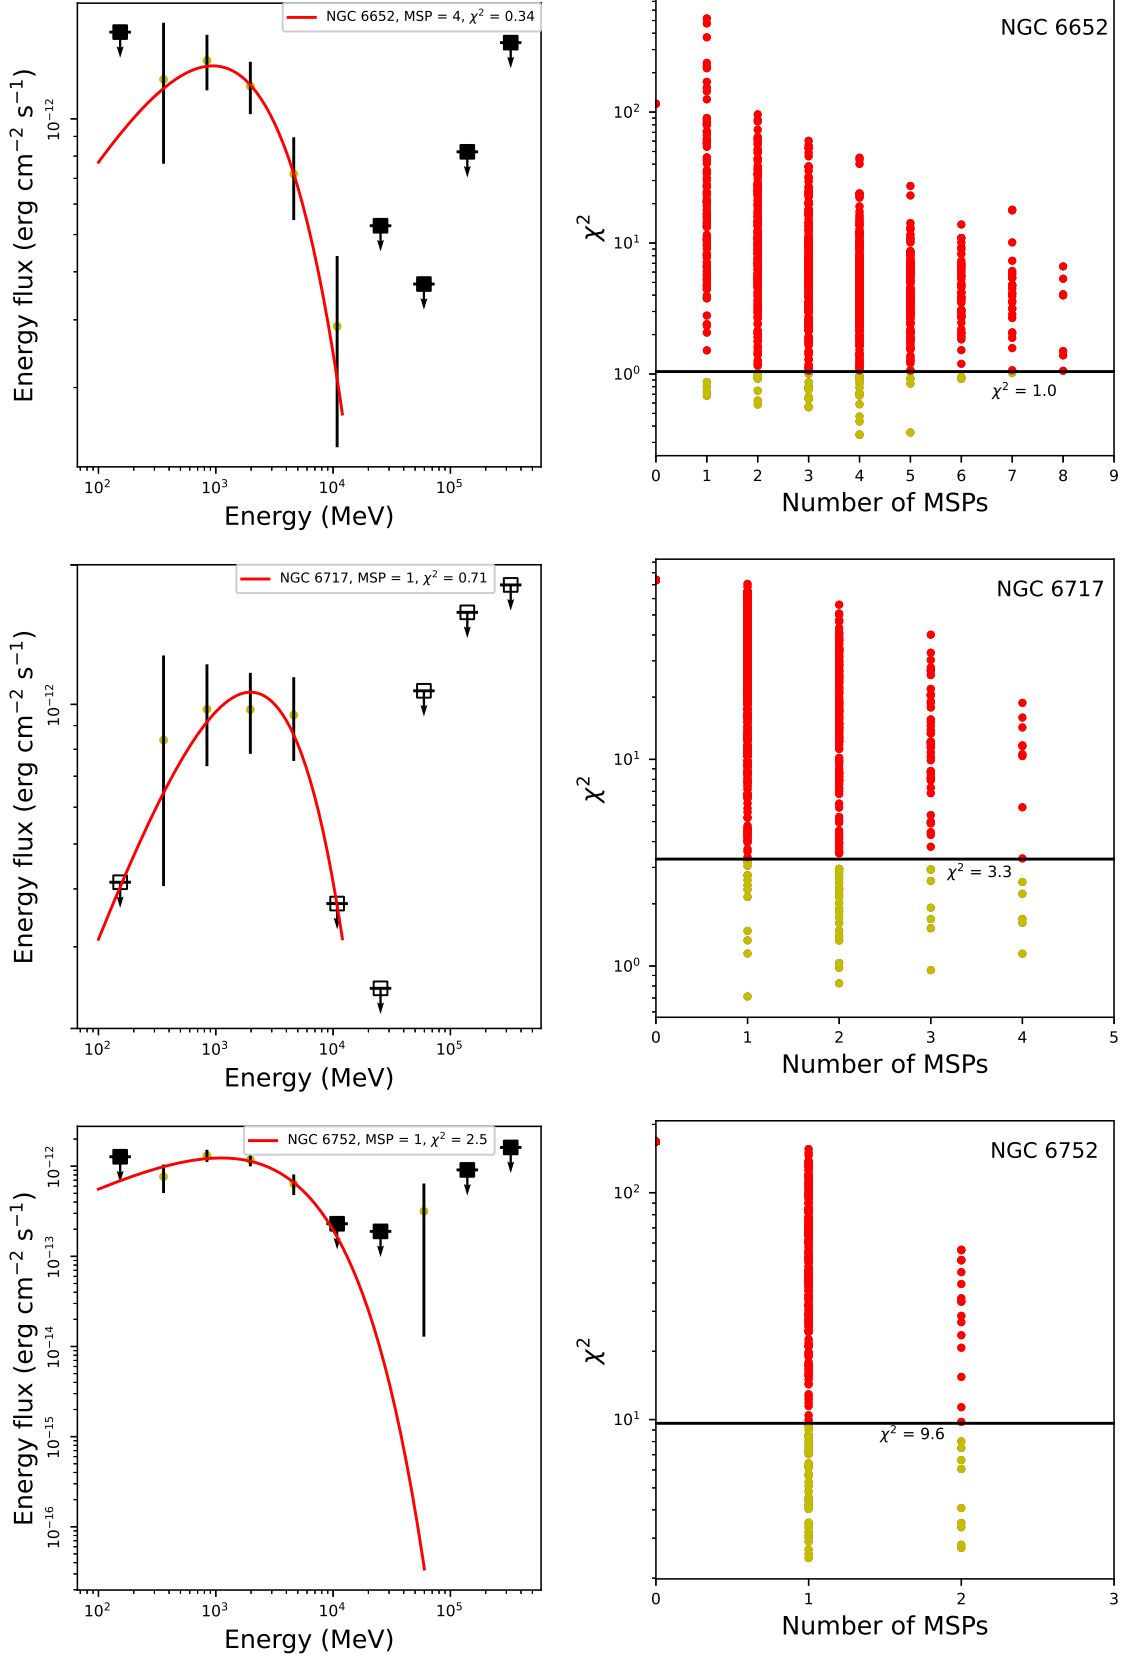 NGC 6652, MSP = 4, χ² = 0.34
Energy flux (erg cm⁻² s⁻¹)
10⁻¹²
10² 10³ 10⁴ 10⁵
Energy (MeV)
NGC 6652
χ²
10²
10¹
10⁰
χ² = 1.0
0 1 2 3 4 5 6 7 8 9
Number of MSPs
NGC 6717, MSP = 1, χ² = 0.71
Energy flux (erg cm⁻² s⁻¹)
10⁻¹²
10² 10³ 10⁴ 10⁵
Energy (MeV)
NGC 6717
χ²
10¹
10⁰
χ² = 3.3
0 1 2 3 4 5
Number of MSPs
NGC 6752, MSP = 1, χ² = 2.5
Energy flux (erg cm⁻² s⁻¹)
10⁻¹²
10⁻¹³
10⁻¹⁴
10⁻¹⁵
10⁻¹⁶
10² 10³ 10⁴ 10⁵
Energy (MeV)
NGC 6752
χ²
10²
10¹
χ² = 9.6
0 1 2 3
Number of MSPs